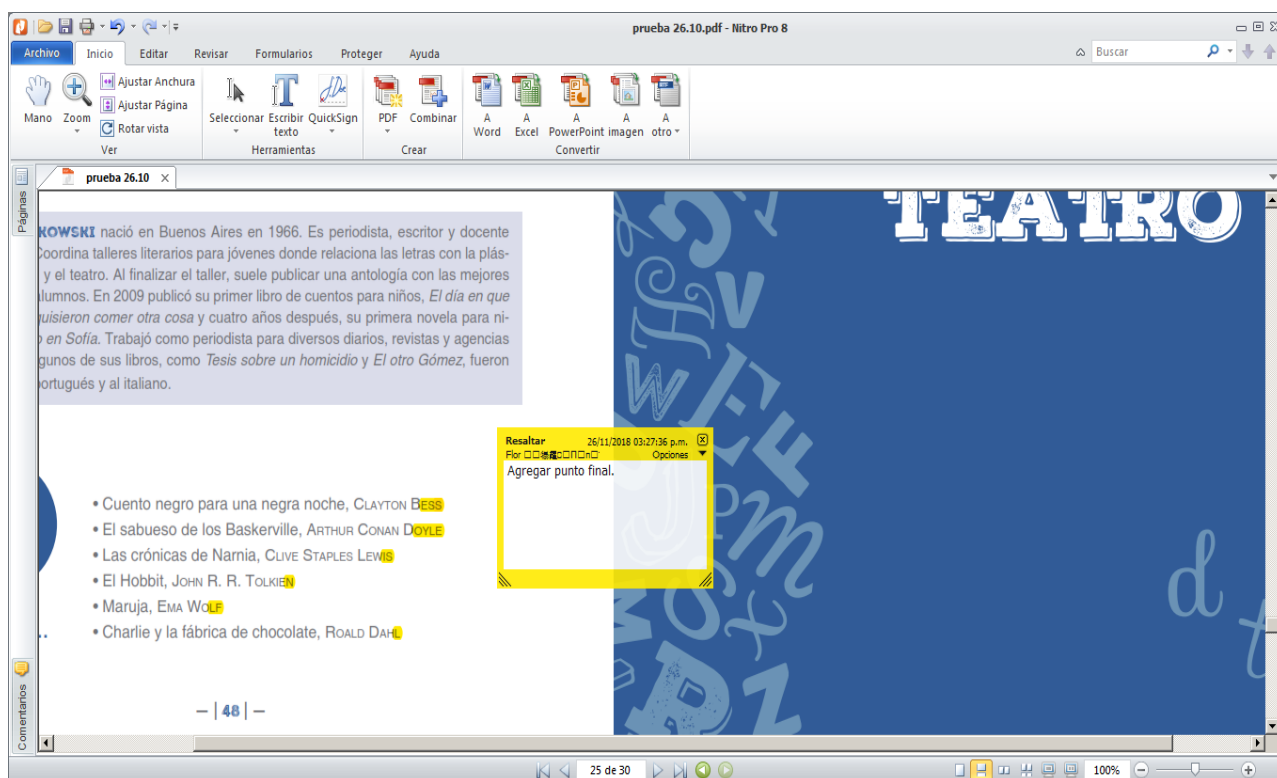 prueba 26.10.pdf - Nitro Pro 8
Archivo Inicio Editar Revisar Formularios Proteger Ayuda
Buscar
Mano
Zoom
Ajustar Anchura
Ajustar Página
Rotar vista
Ver
Seleccionar
Escribir texto
QuickSign
Herramientas
PDF
Combinar
Crear
A Word
A Excel
A PowerPoint
A imagen
A otro
Convertir
prueba 26.10
Páginas
KOWSKI nació en Buenos Aires en 1966. Es periodista, escritor y docente
Coordina talleres literarios para jóvenes donde relaciona las letras con la plás-
y el teatro. Al finalizar el taller, suele publicar una antología con las mejores
alumnos. En 2009 publicó su primer libro de cuentos para niños, El día en que
quisieron comer otra cosa y cuatro años después, su primera novela para ni-
en Sofía. Trabajó como periodista para diversos diarios, revistas y agencias
gunos de sus libros, como Tesis sobre un homicidio y El otro Gómez, fueron
portugués y al italiano.
TEATRO
Resaltar 26/11/2018 03:27:36 p.m.
Flor
Opciones
Agregar punto final.
• Cuento negro para una negra noche, CLAYTON BESS
• El sabueso de los Baskerville, ARTHUR CONAN DOYLE
• Las crónicas de Narnia, CLIVE STAPLES LEWIS
• El Hobbit, JOHN R. R. TOLKIEN
• Maruja, EMA WOLF
• Charlie y la fábrica de chocolate, ROALD DAHL
— | 48 | —
Comentarios
25 de 30
100%